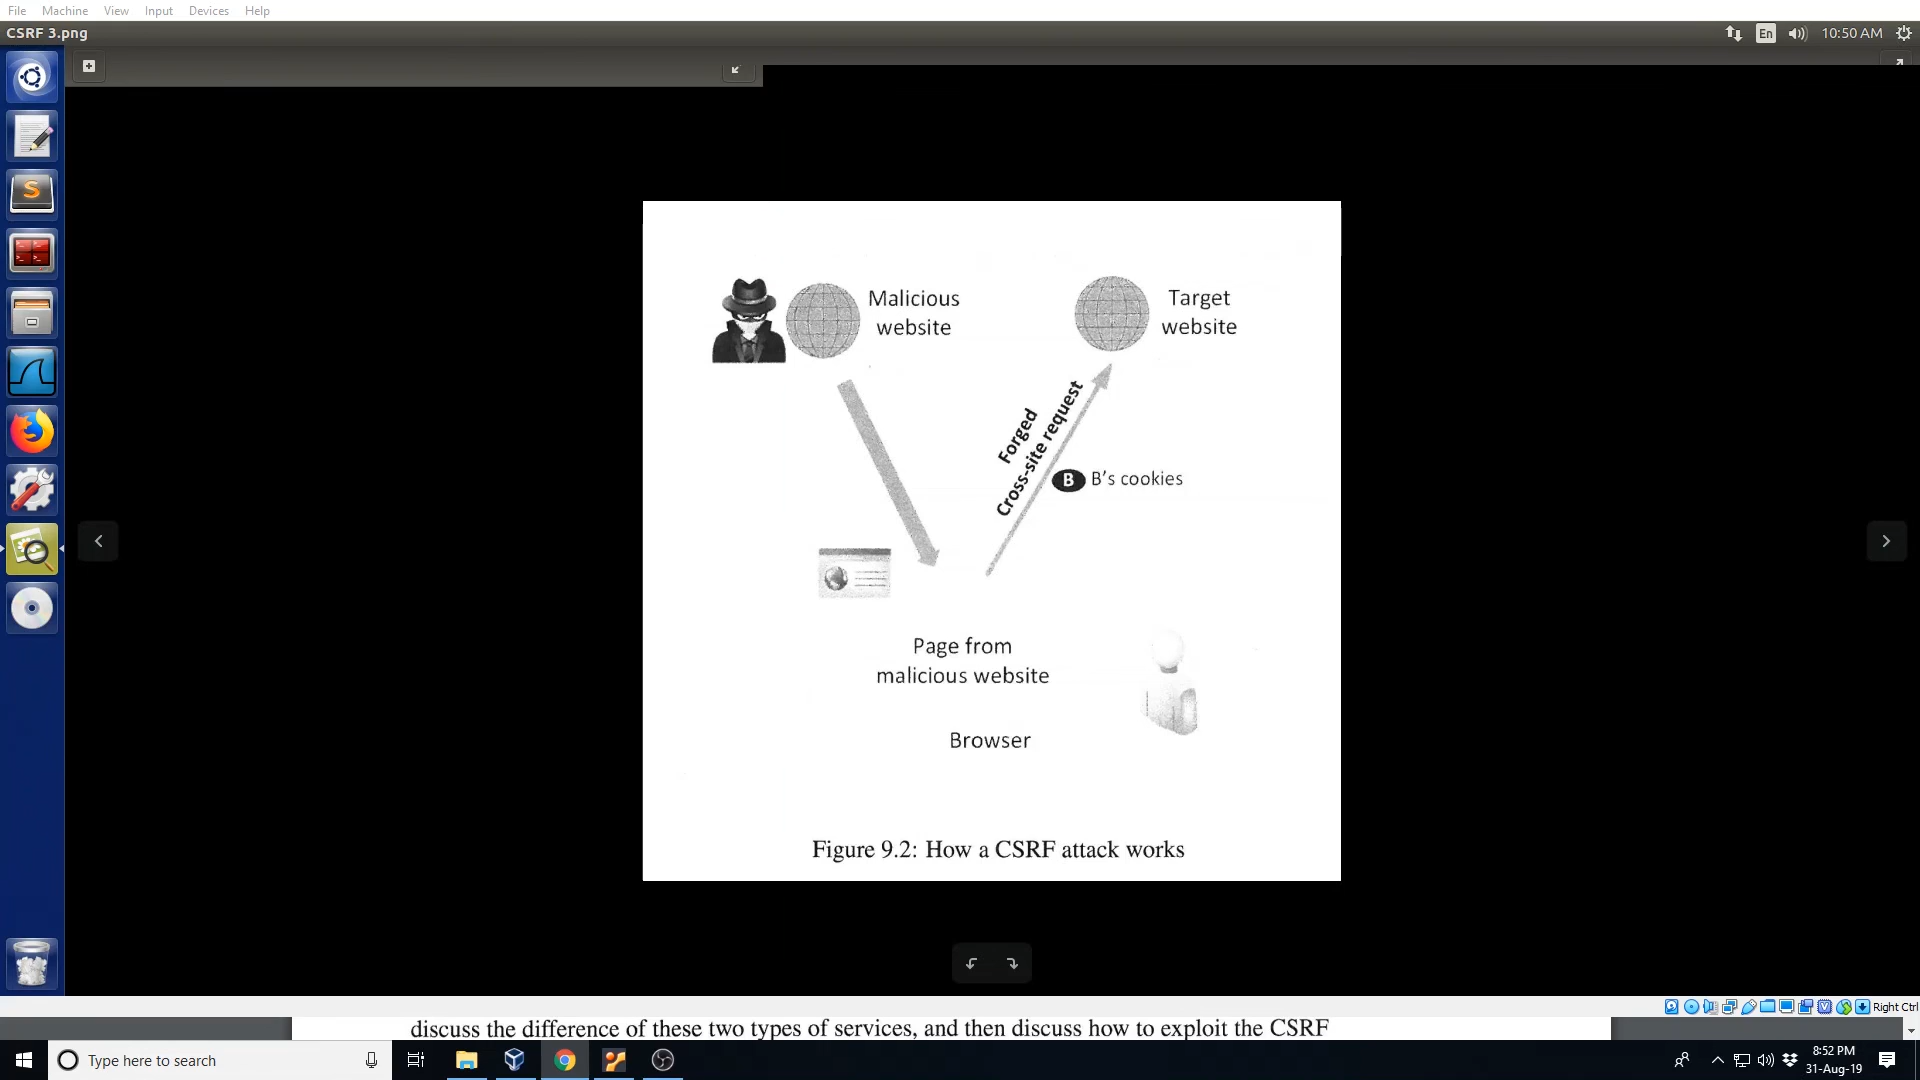 File Machine View Input Devices Help
CSRF 3.png
En
10:50 AM
S
Malicious
website
Target
website
Forged
Cross-site request
B
B's cookies
Page from
malicious website
Browser
Figure 9.2: How a CSRF attack works
Right Ctrl
discuss the difference of these two types of services, and then discuss how to exploit the CSRF
Type here to search
8:52 PM
31-Aug-19